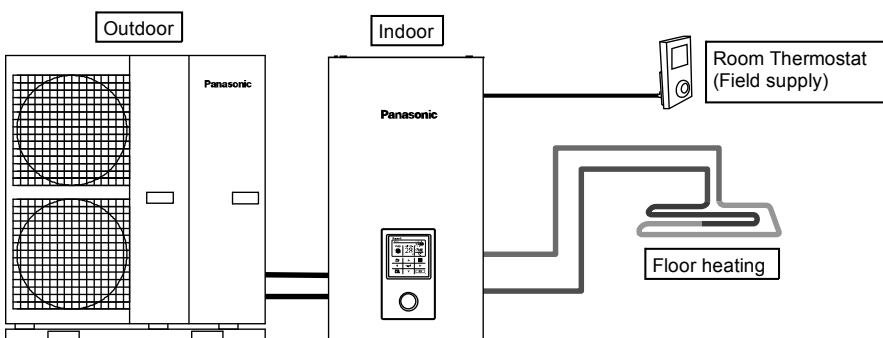 Outdoor
Indoor
Room Thermostat
(Field supply)
Panasonic
Panasonic
Floor heating